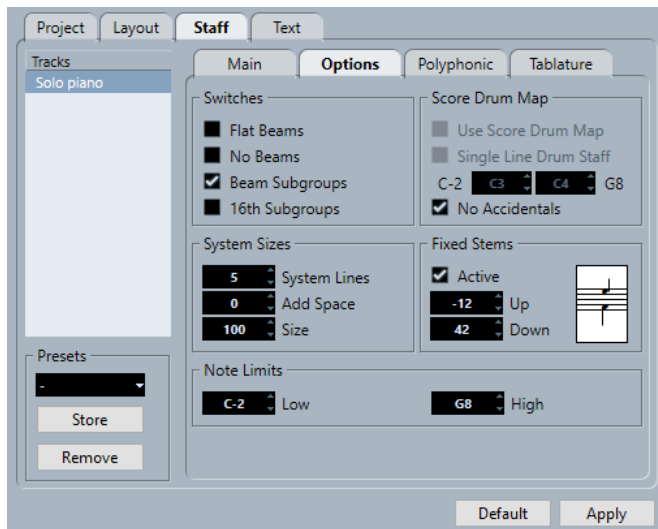 Project Layout Staff Text
Tracks
Solo piano
Main Options Polyphonic Tablature
Switches
Flat Beams
No Beams
Beam Subgroups
16th Subgroups
Score Drum Map
Use Score Drum Map
Single Line Drum Staff
C-2 C3 C4 G8
No Accidentals
System Sizes
5 System Lines
0 Add Space
100 Size
Fixed Stems
Active
-12 Up
42 Down
Presets
-
Store
Remove
Note Limits
C-2 Low G8 High
Default Apply